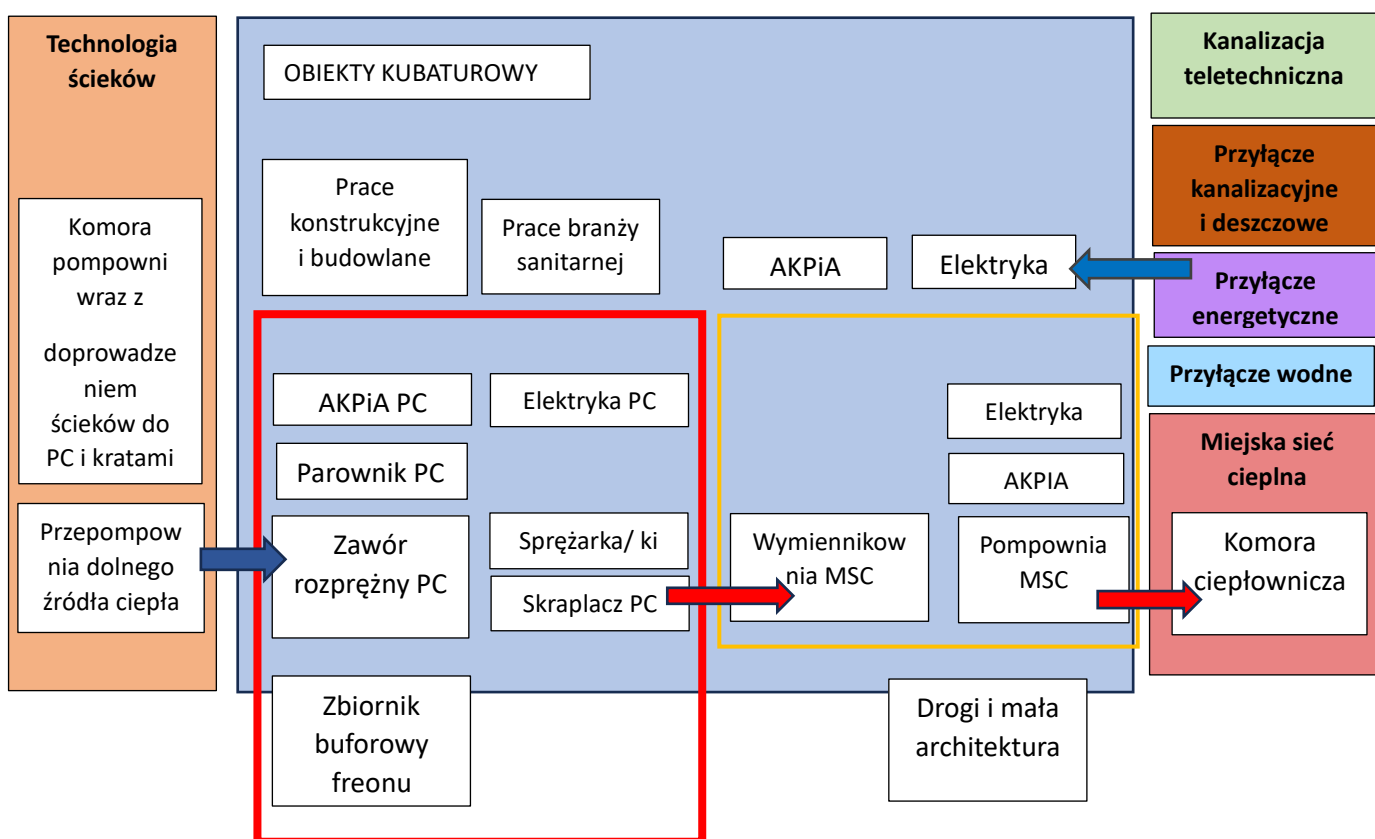 Technologia
ścieków
Komora
pompowni
wraz z
doprowadze
niem
ścieków do
PC i kratami
Przepompow
nia dolnego
źródła ciepła
OBIEKTY KUBATUROWY
Prace
konstrukcyjne
i budowlane
Prace branży
sanitarnej
AKPiA
Elektryka
AKPiA PC
Elektryka PC
Parownik PC
Zawór
rozprężny PC
Sprężarka/ ki
Skraplacz PC
Zbiornik
buforowy
freonu
Elektryka
AKPIA
Wymiennikow
nia MSC
Pompownia
MSC
Drogi i mała
architektura
Kanalizacja
teletechniczna
Przyłącze
kanalizacyjne
i deszczowe
Przyłącze
energetyczne
Przyłącze wodne
Miejska sieć
cieplna
Komora
ciepłownicza